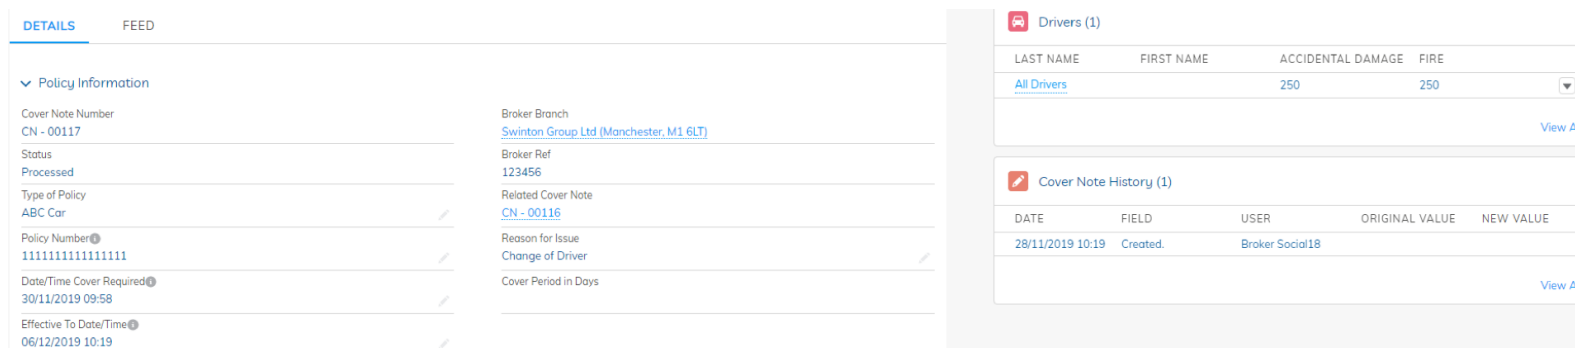 DETAILS FEED
Policy Information
Cover Note Number
CN - 00117
Status
Processed
Type of Policy
ABC Car
Policy Number
1111111111111111
Date/Time Cover Required
30/11/2019 09:58
Effective To Date/Time
06/12/2019 10:19
Broker Branch
Swinton Group Ltd (Manchester, M1 6LT)
Broker Ref
123456
Related Cover Note
CN - 00116
Reason for Issue
Change of Driver
Cover Period in Days
Drivers (1)
LAST NAME FIRST NAME ACCIDENTAL DAMAGE FIRE
All Drivers 250 250
View A
Cover Note History (1)
DATE FIELD USER ORIGINAL VALUE NEW VALUE
28/11/2019 10:19 Created. Broker Social18
View A